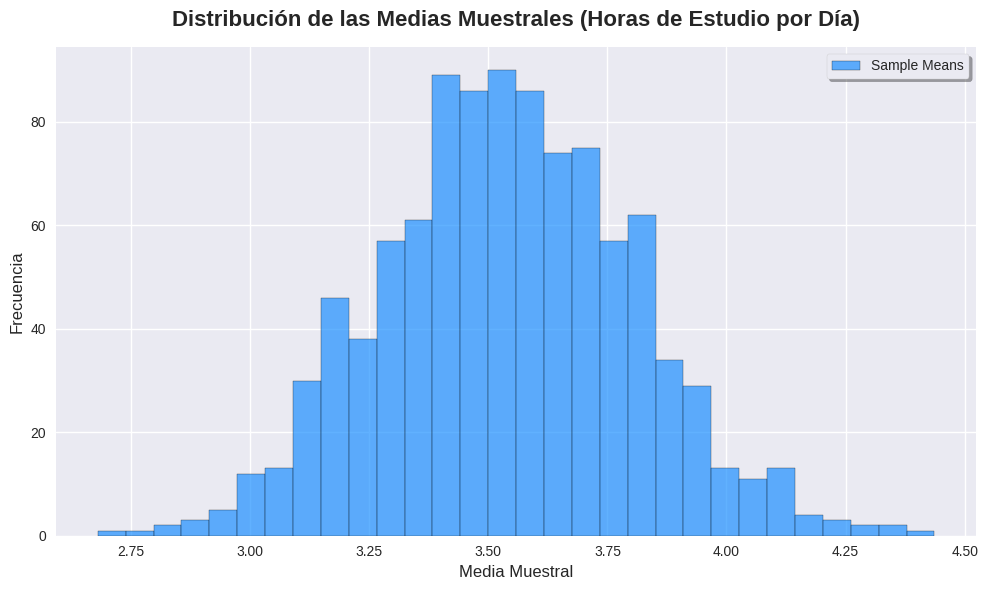 Distribución de las Medias Muestrales (Horas de Estudio por Día)
Sample Means
Frecuencia
80
60
40
20
0
2.75 3.00 3.25 3.50 3.75 4.00 4.25 4.50
Media Muestral